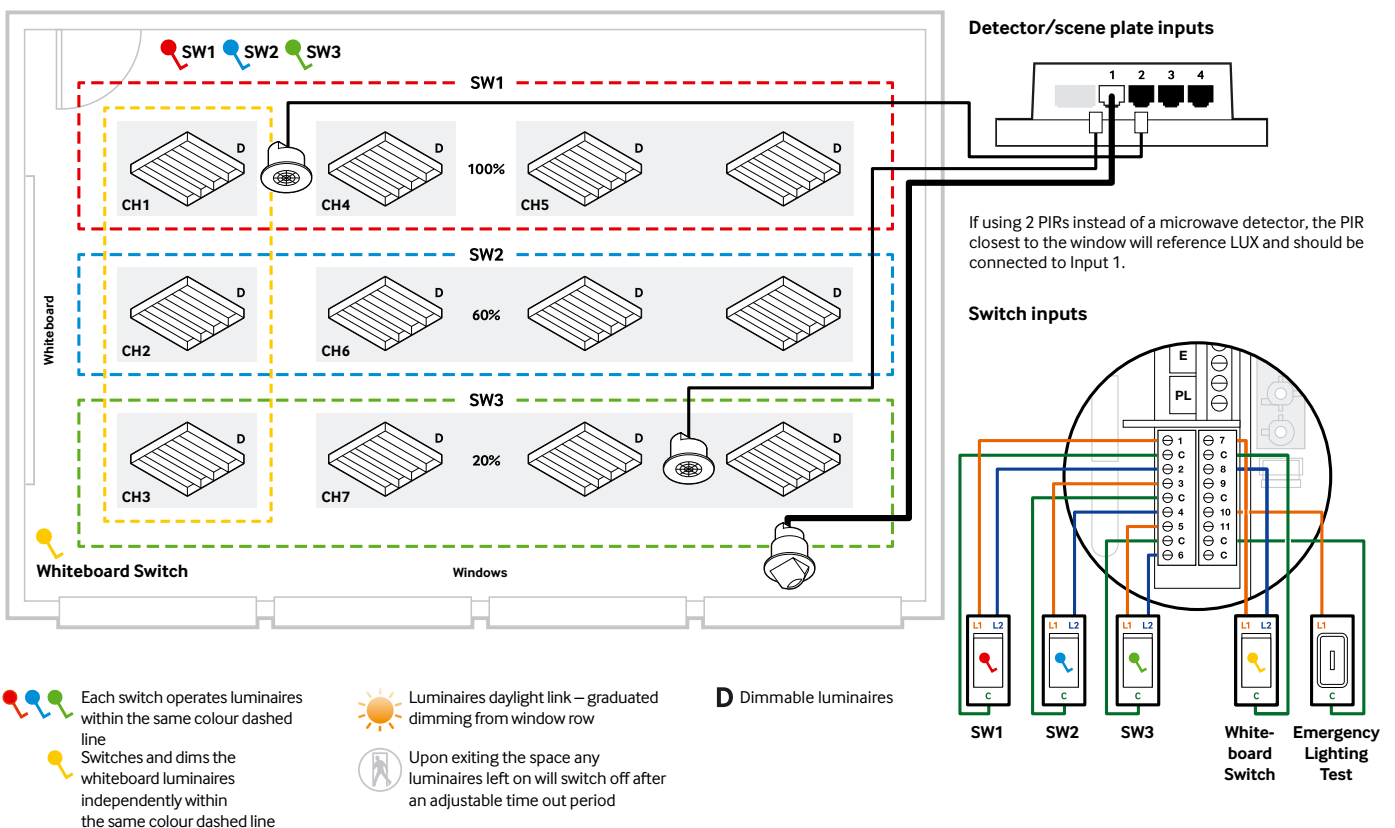 SW1 SW2 SW3
SW1
D D D D
100%
CH1 CH4 CH5
SW2
D D D D
60%
CH2 CH6
SW3
D D D D
20%
CH3 CH7
Whiteboard
Whiteboard Switch
Windows
Detector/scene plate inputs
1 2 3 4
If using 2 PIRs instead of a microwave detector, the PIR
closest to the window will reference LUX and should be
connected to Input 1.
Switch inputs
E
PL
1 7
C C
2 8
3 9
C C
4 10
5 11
C C
6 C
L1 L2 L1 L2 L1 L2 L1 L2 L1
C C C C C
SW1 SW2 SW3
White-
board
Switch
Emergency
Lighting
Test
Each switch operates luminaires
within the same colour dashed
line
Switches and dims the
whiteboard luminaires
independently within
the same colour dashed line
Luminaires daylight link – graduated
dimming from window row
Upon exiting the space any
luminaires left on will switch off after
an adjustable time out period
D Dimmable luminaires